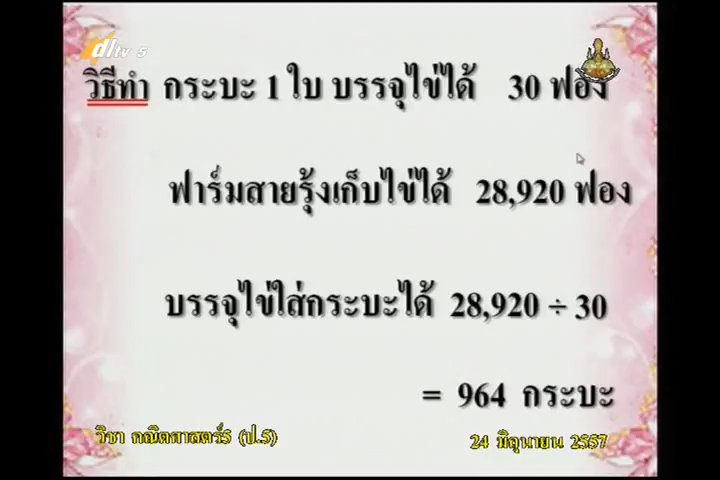 dltv 5
วิธีทำ กระบะ 1 ใบ บรรจุไข่ได้ 30 ฟอง
ฟาร์มสายรุ้งเก็บไข่ได้ 28,920 ฟอง
บรรจุไข่ใส่กระบะได้ 28,920 ÷ 30
= 964 กระบะ
วิชา คณิตศาสตร์5 (ป.5)
24 มิถุนายน 2557